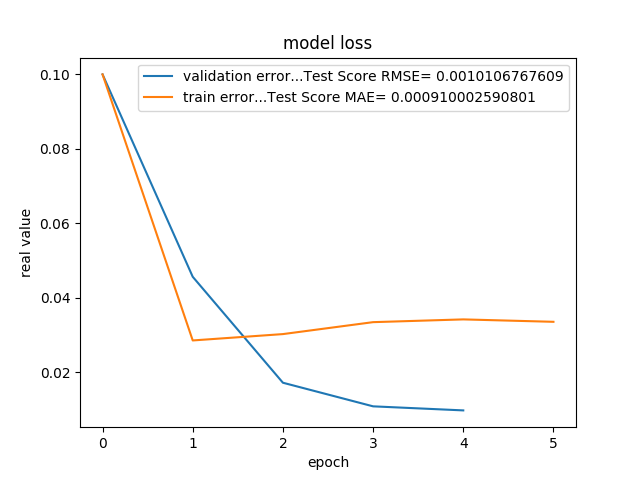 model loss
validation error...Test Score RMSE= 0.0010106767609
train error...Test Score MAE= 0.000910002590801
real value
0.10
0.08
0.06
0.04
0.02
0 1 2 3 4 5
epoch